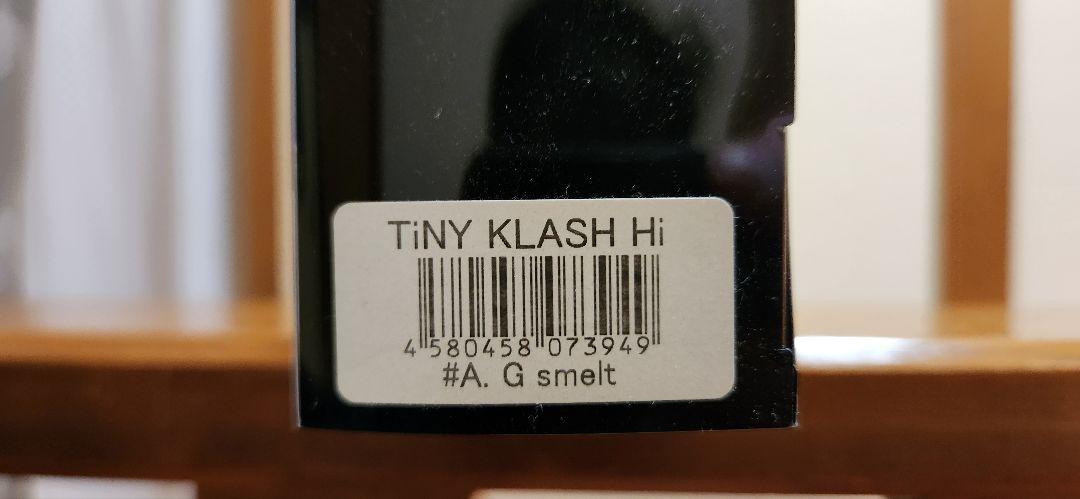 TiNY KLASH Hi
4 580458 073949
#A. G smelt